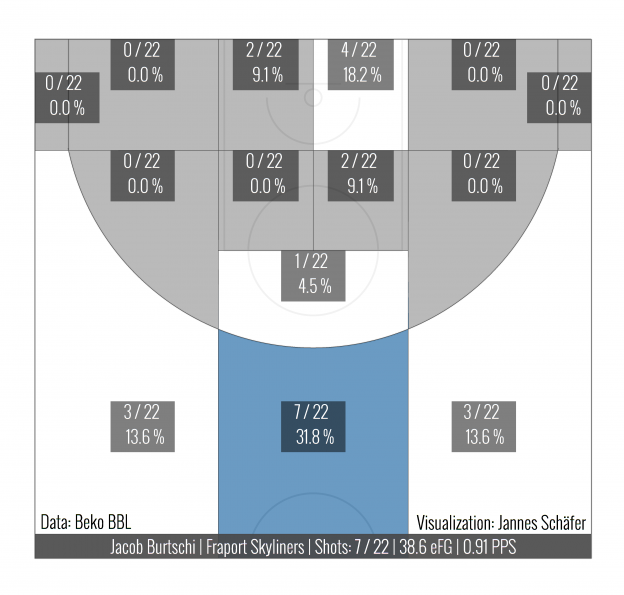 0 / 22
0.0 %
2 / 22
9.1 %
4 / 22
18.2 %
0 / 22
0.0 %
0 / 22
0.0 %
0 / 22
0.0 %
0 / 22
0.0 %
0 / 22
0.0 %
2 / 22
9.1 %
0 / 22
0.0 %
1 / 22
4.5 %
3 / 22
13.6 %
7 / 22
31.8 %
3 / 22
13.6 %
Data: Beko BBL
Visualization: Jannes Schäfer
Jacob Burtschi | Fraport Skyliners | Shots: 7 / 22 | 38.6 eFG | 0.91 PPS